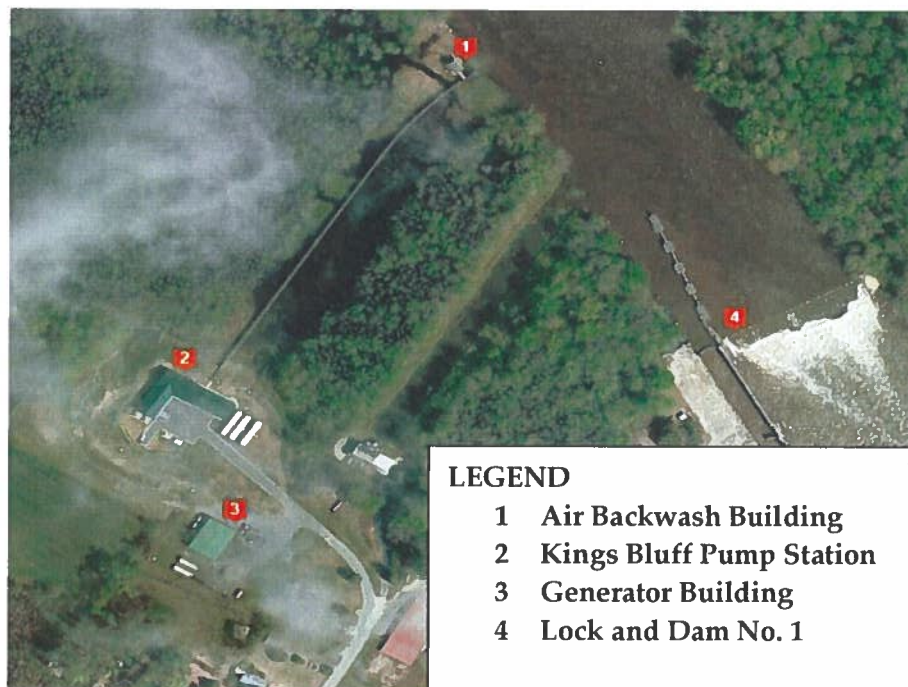 1
2
3
4
LEGEND
1 Air Backwash Building
2 Kings Bluff Pump Station
3 Generator Building
4 Lock and Dam No. 1